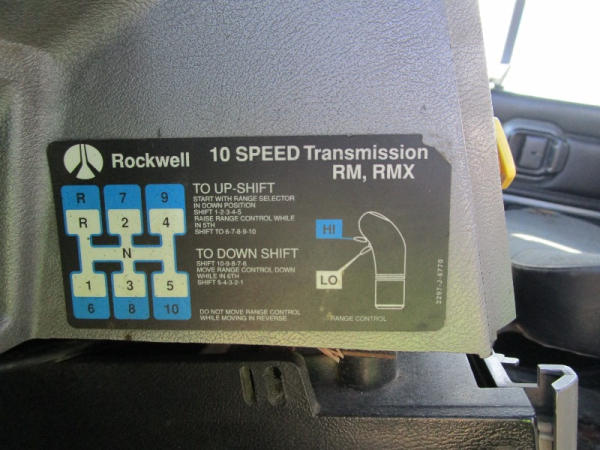 Rockwell 10 SPEED Transmission
RM, RMX
R 7 9
R 2 4
N
1 3 5
6 8 10
TO UP-SHIFT
START WITH RANGE SELECTOR
IN DOWN POSITION
SHIFT 1-2-3-4-5
RAISE RANGE CONTROL WHILE
IN 5TH
SHIFT TO 6-7-8-9-10
TO DOWN SHIFT
SHIFT 10-9-8-7-6
MOVE RANGE CONTROL DOWN
WHILE IN 6TH
SHIFT 5-4-3-2-1
DO NOT MOVE RANGE CONTROL
WHILE MOVING IN REVERSE
HI
LO
RANGE CONTROL
3297-J-6770